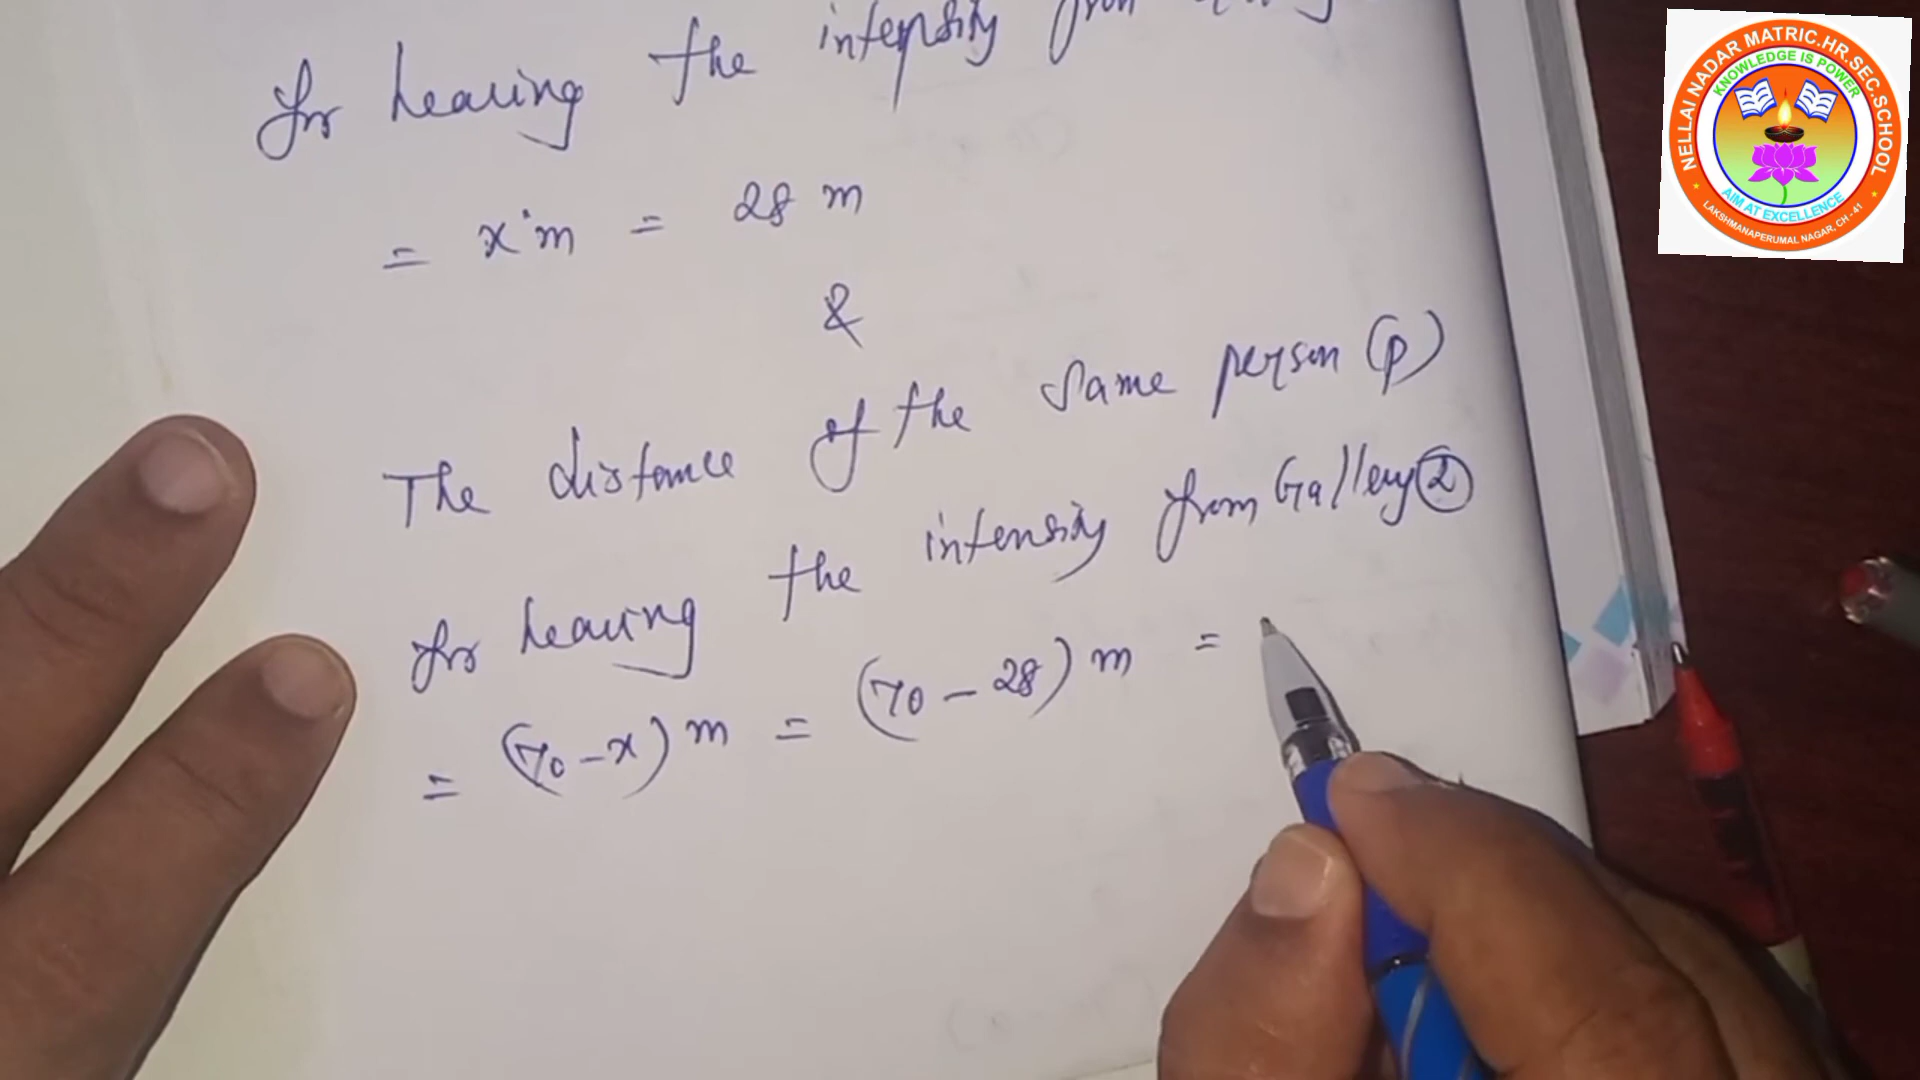 for hearing the intensity from
= x m = 28 m
&
The distance of the same person (p)
for hearing the intensity from Gallery 2
= (70-x) m = (70-28) m =
NELLAI NADAR MATRIC.HR.SEC.SCHOOL
KNOWLEDGE IS POWER
AIM AT EXCELLENCE
LAKSHMANAPERUMAL NAGAR, CH - 41